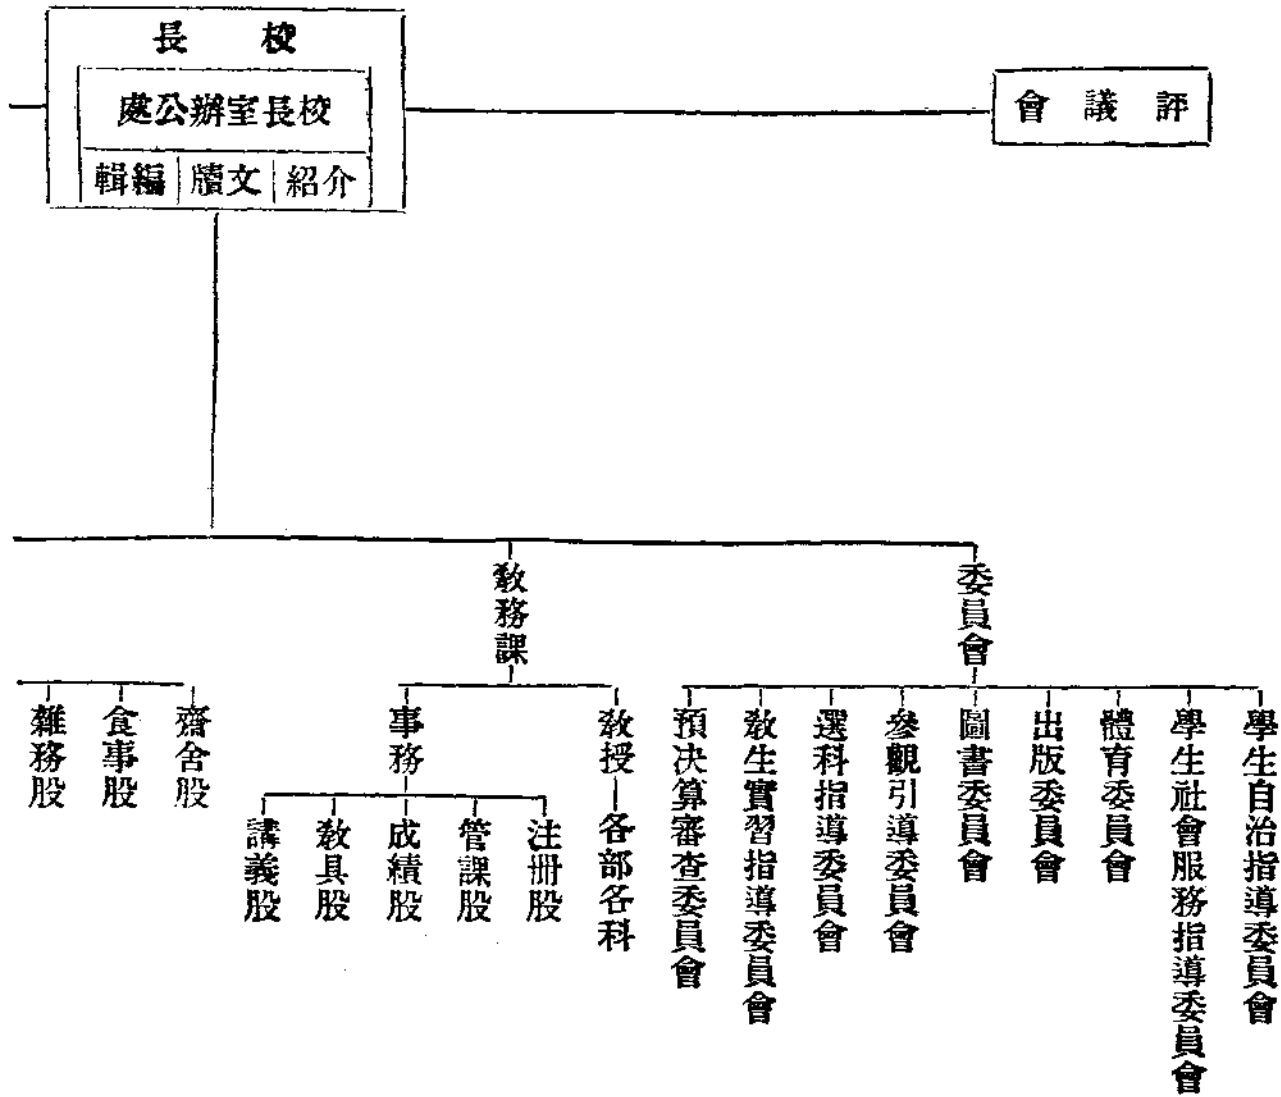 校長
校長室辦公處
介紹
文牘
編輯
評議會
委員會
學生自治指導委員會
學生社會服務指導委員會
體育委員會
出版委員會
圖書委員會
參觀引導委員會
選科指導委員會
教生實習指導委員會
預决算審查委員會
教務課
教授—各部各科
事務
注册股
管課股
成績股
教具股
講義股
齋舍股
食事股
雜務股